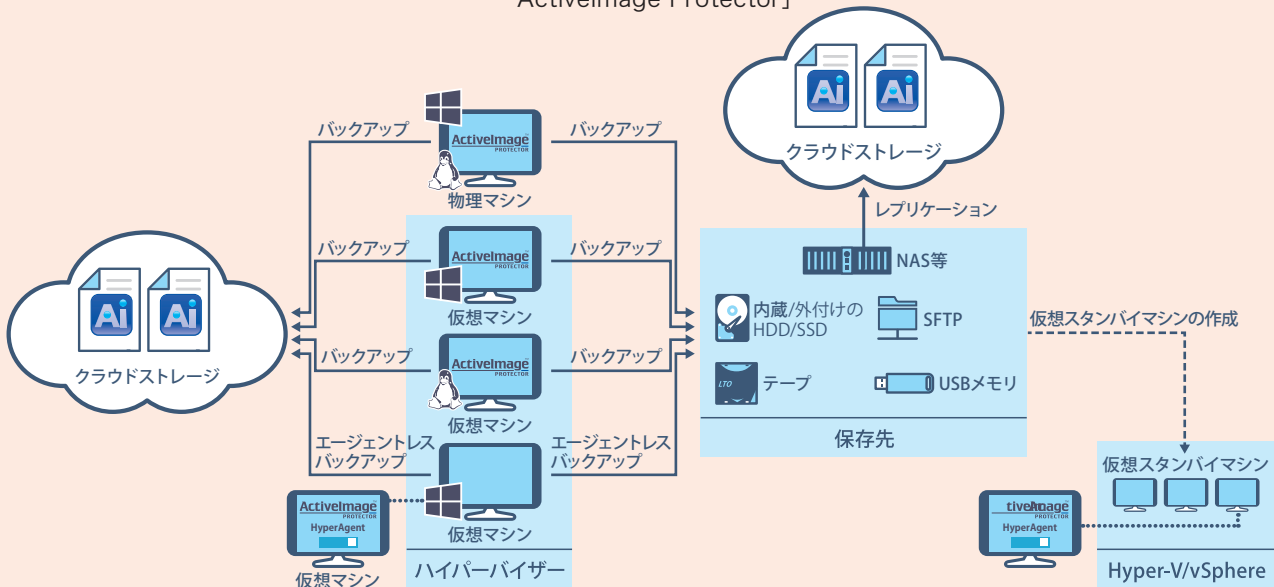 ActiveImage Protector］
Ai
Ai
クラウドストレージ
レプリケーション
バックアップ
ActiveImage
PROTECTOR
バックアップ
物理マシン
バックアップ
ActiveImage
PROTECTOR
バックアップ
仮想マシン
バックアップ
ActiveImage
PROTECTOR
バックアップ
仮想マシン
エージェントレス
バックアップ
エージェントレス
バックアップ
仮想マシン
ハイパーバイザー
Ai
Ai
クラウドストレージ
ActiveImage
PROTECTOR
HyperAgent
仮想マシン
NAS等
内蔵/外付けの
HDD/SSD
SFTP
LTO
テープ
USBメモリ
保存先
仮想スタンバイマシンの作成
仮想スタンバイマシン
PROTECTOR
HyperAgent
Hyper-V/vSphere